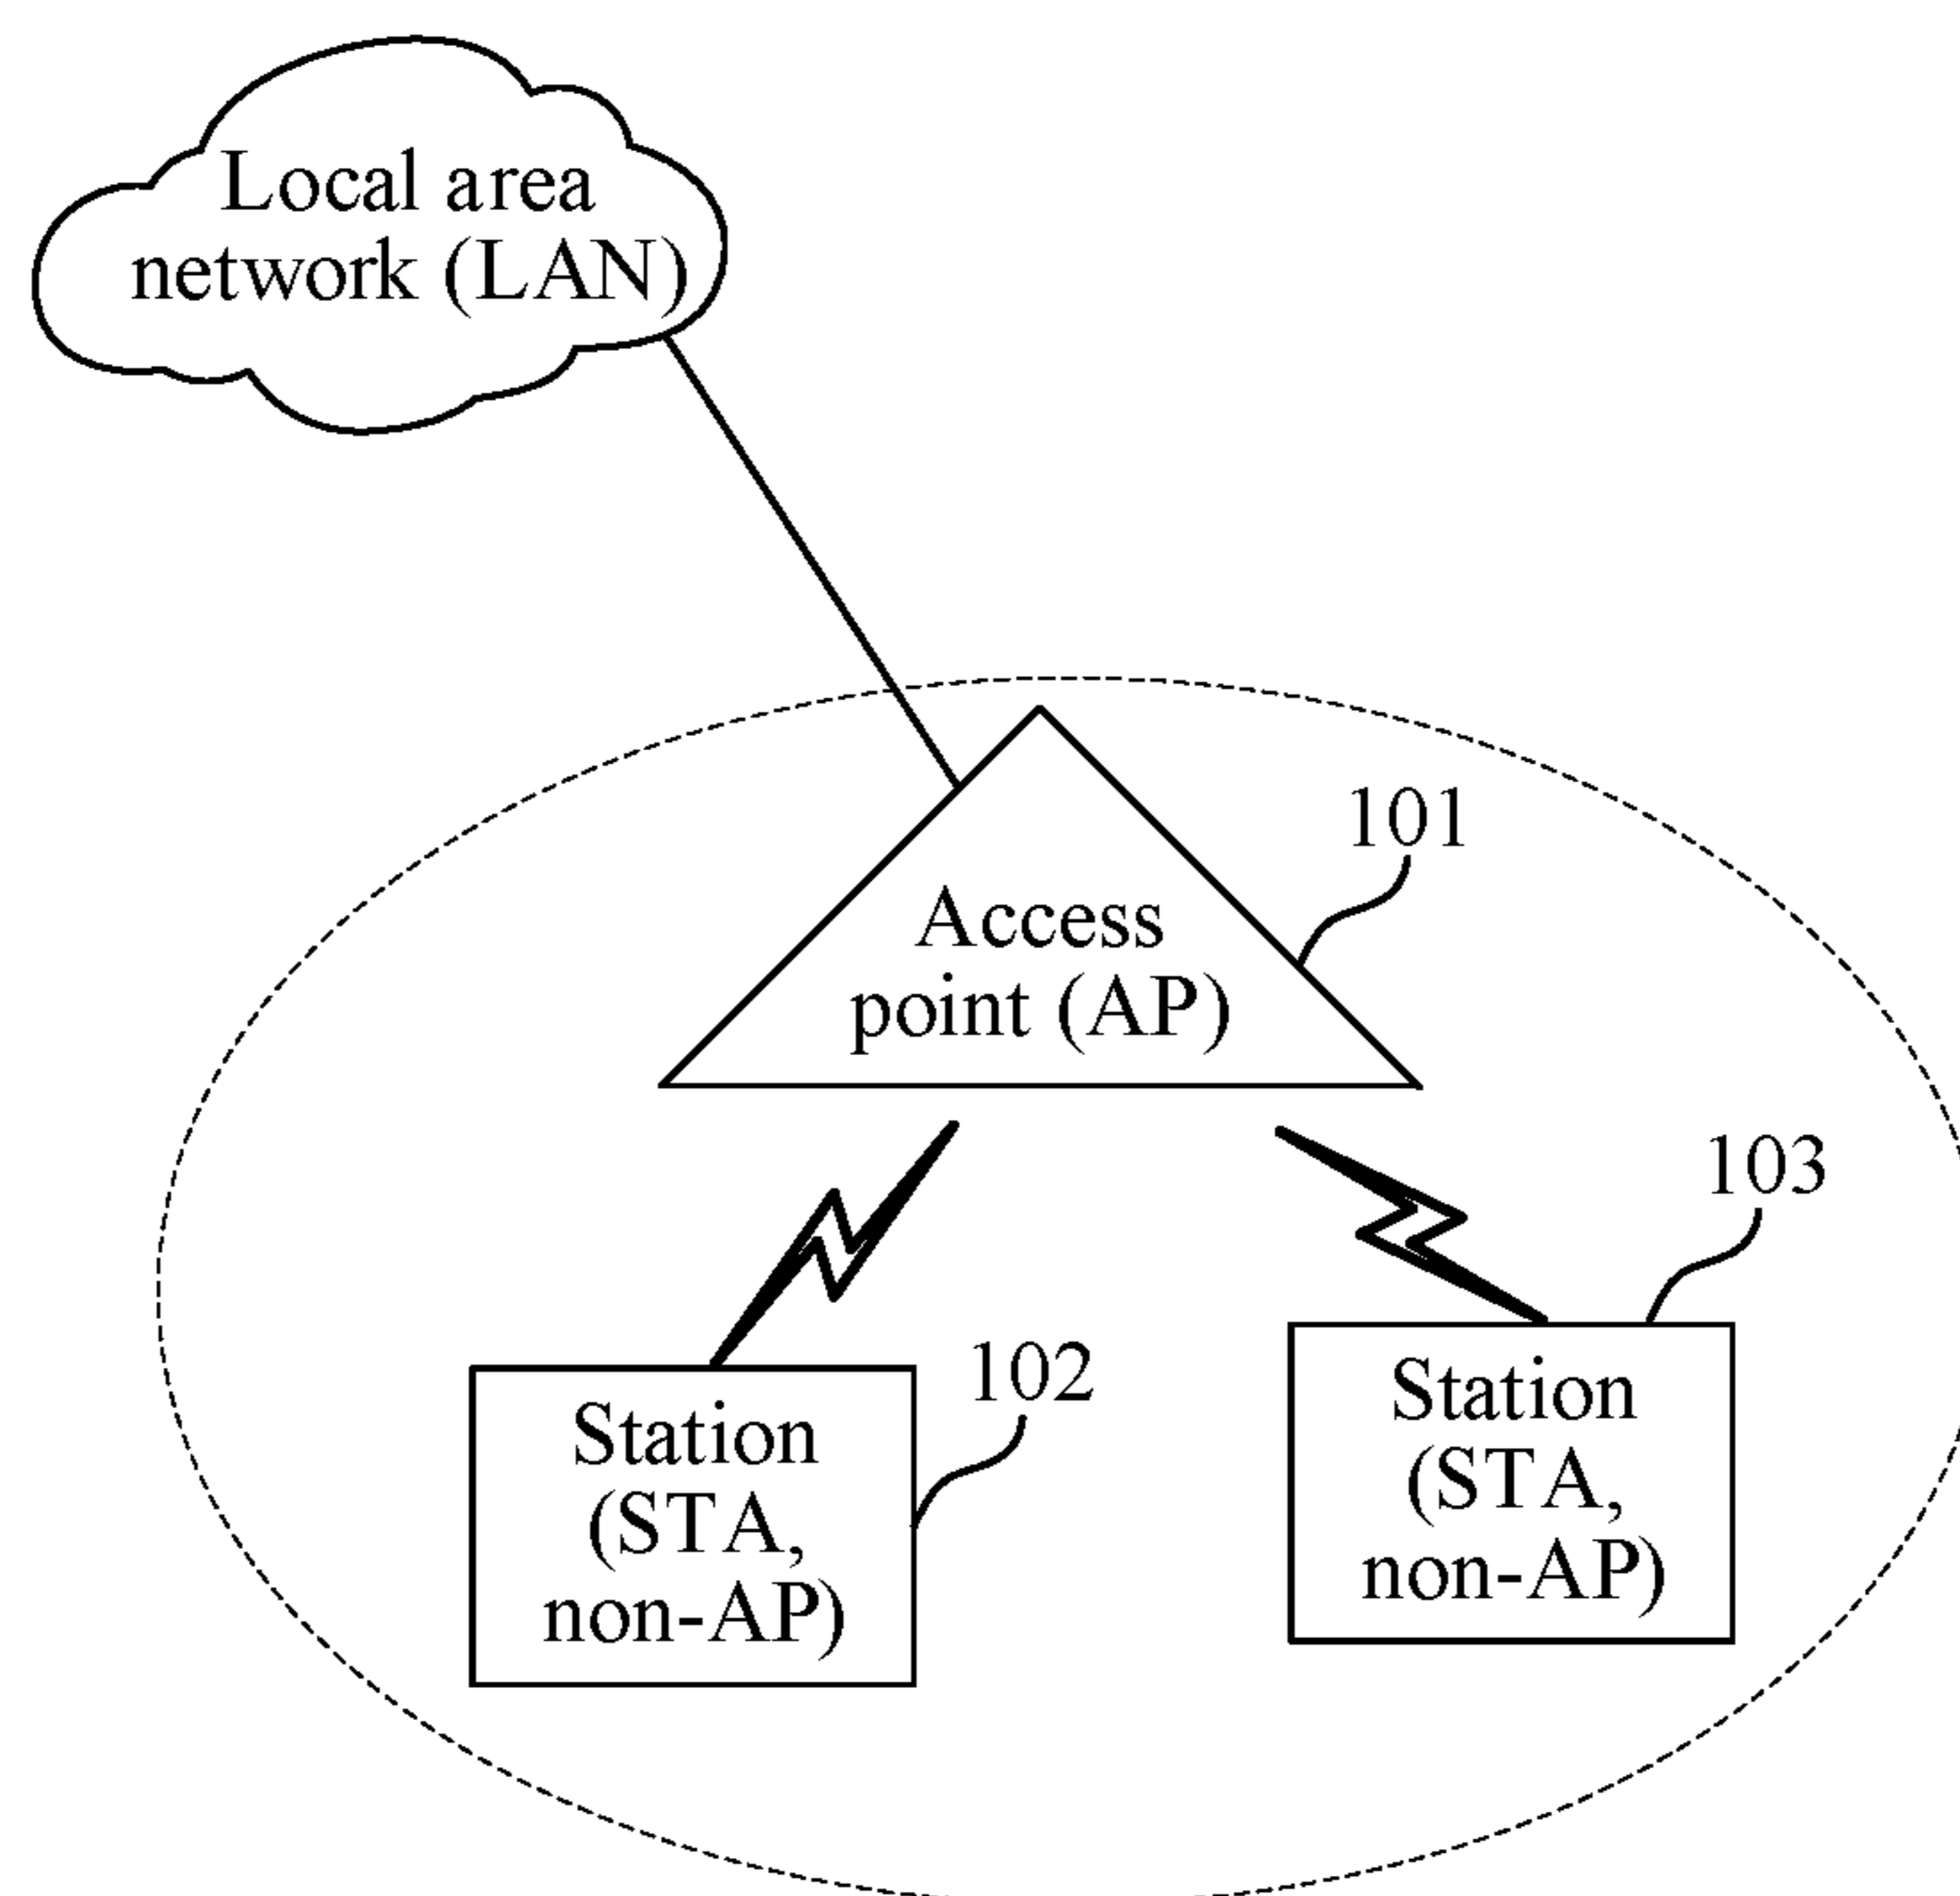 Local area
network (LAN)
101
Access
point (AP)
103
102
Station
(STA,
non-AP)
Station
(STA,
non-AP)